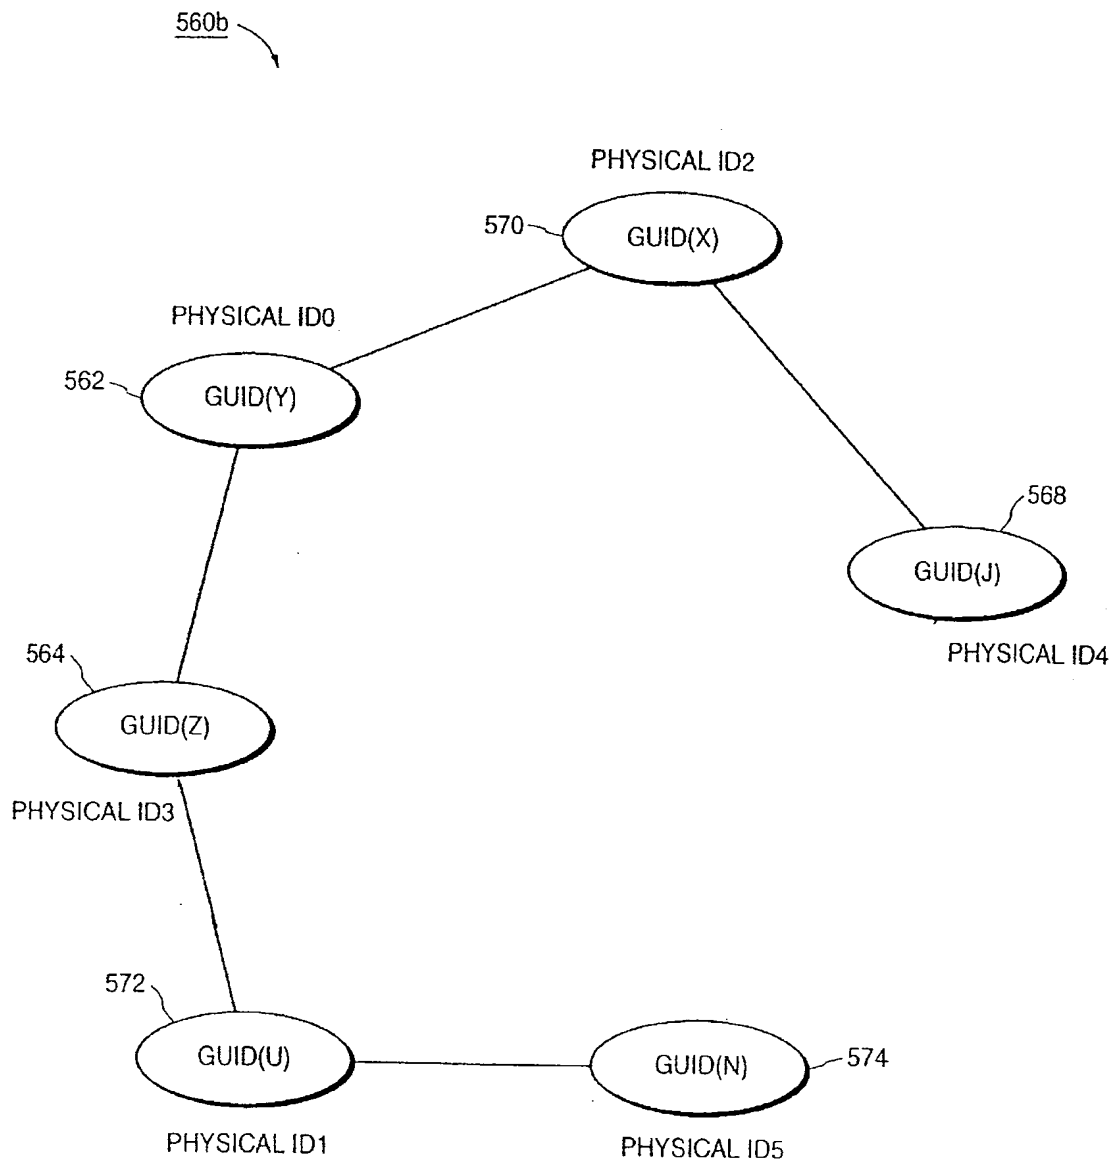 560b
PHYSICAL ID2
570
GUID(X)
PHYSICAL ID0
562
GUID(Y)
568
GUID(J)
PHYSICAL ID4
564
GUID(Z)
PHYSICAL ID3
572
GUID(U)
GUID(N)
574
PHYSICAL ID1
PHYSICAL ID5